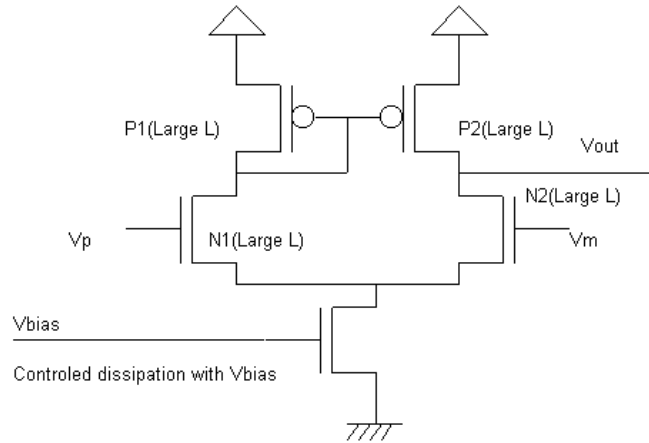 P1(Large L)
P2(Large L)
Vout
N2(Large L)
Vp
N1(Large L)
Vm
Vbias
Controled dissipation with Vbias